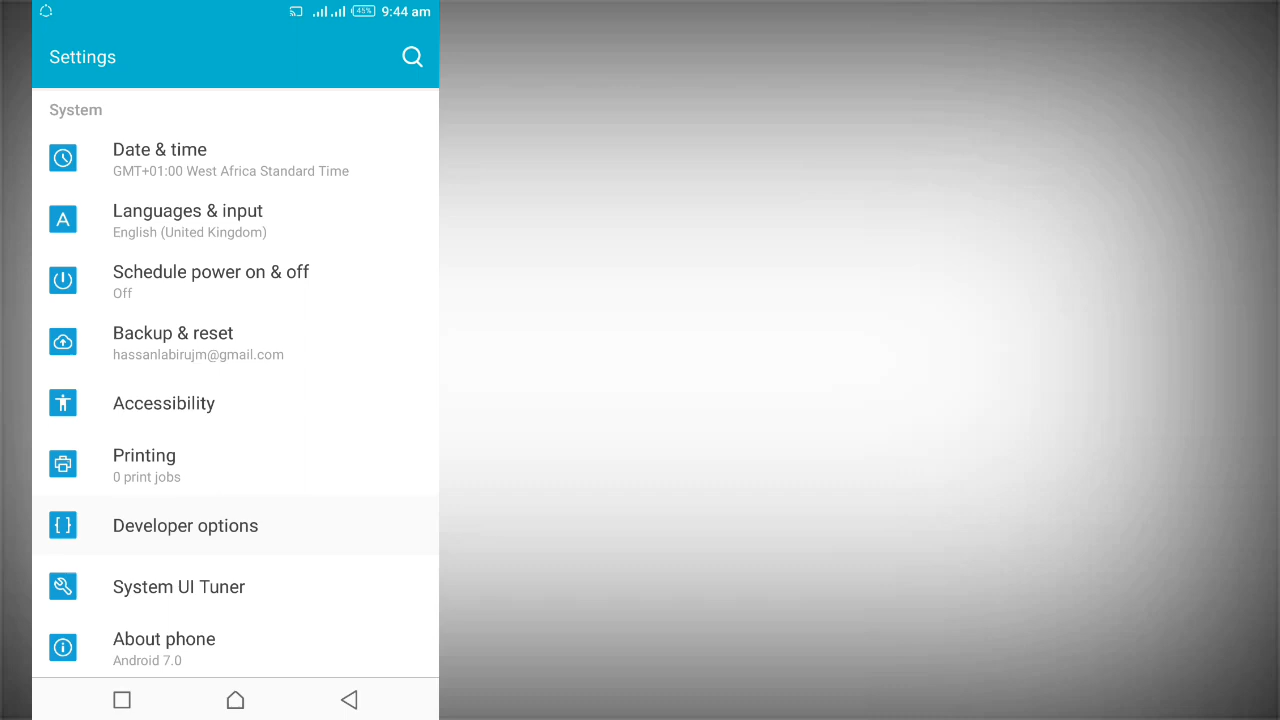 45% 9:44 am
Settings
System
Date & time
GMT+01:00 West Africa Standard Time
A Languages & input
English (United Kingdom)
Schedule power on & off
Off
Backup & reset
hassanlabirujm@gmail.com
Accessibility
Printing
0 print jobs
{ } Developer options
System UI Tuner
About phone
Android 7.0